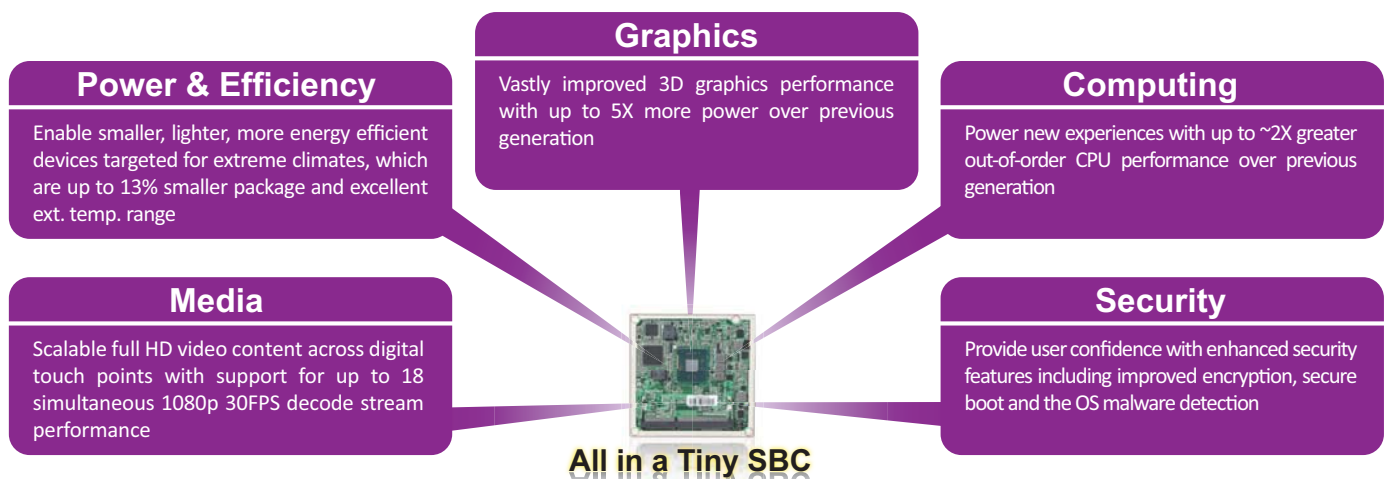 Graphics
Vastly improved 3D graphics performance
with up to 5X more power over previous
generation
Power & Efficiency
Enable smaller, lighter, more energy efficient
devices targeted for extreme climates, which
are up to 13% smaller package and excellent
ext. temp. range
Computing
Power new experiences with up to ~2X greater
out-of-order CPU performance over previous
generation
Media
Scalable full HD video content across digital
touch points with support for up to 18
simultaneous 1080p 30FPS decode stream
performance
Security
Provide user confidence with enhanced security
features including improved encryption, secure
boot and the OS malware detection
All in a Tiny SBC